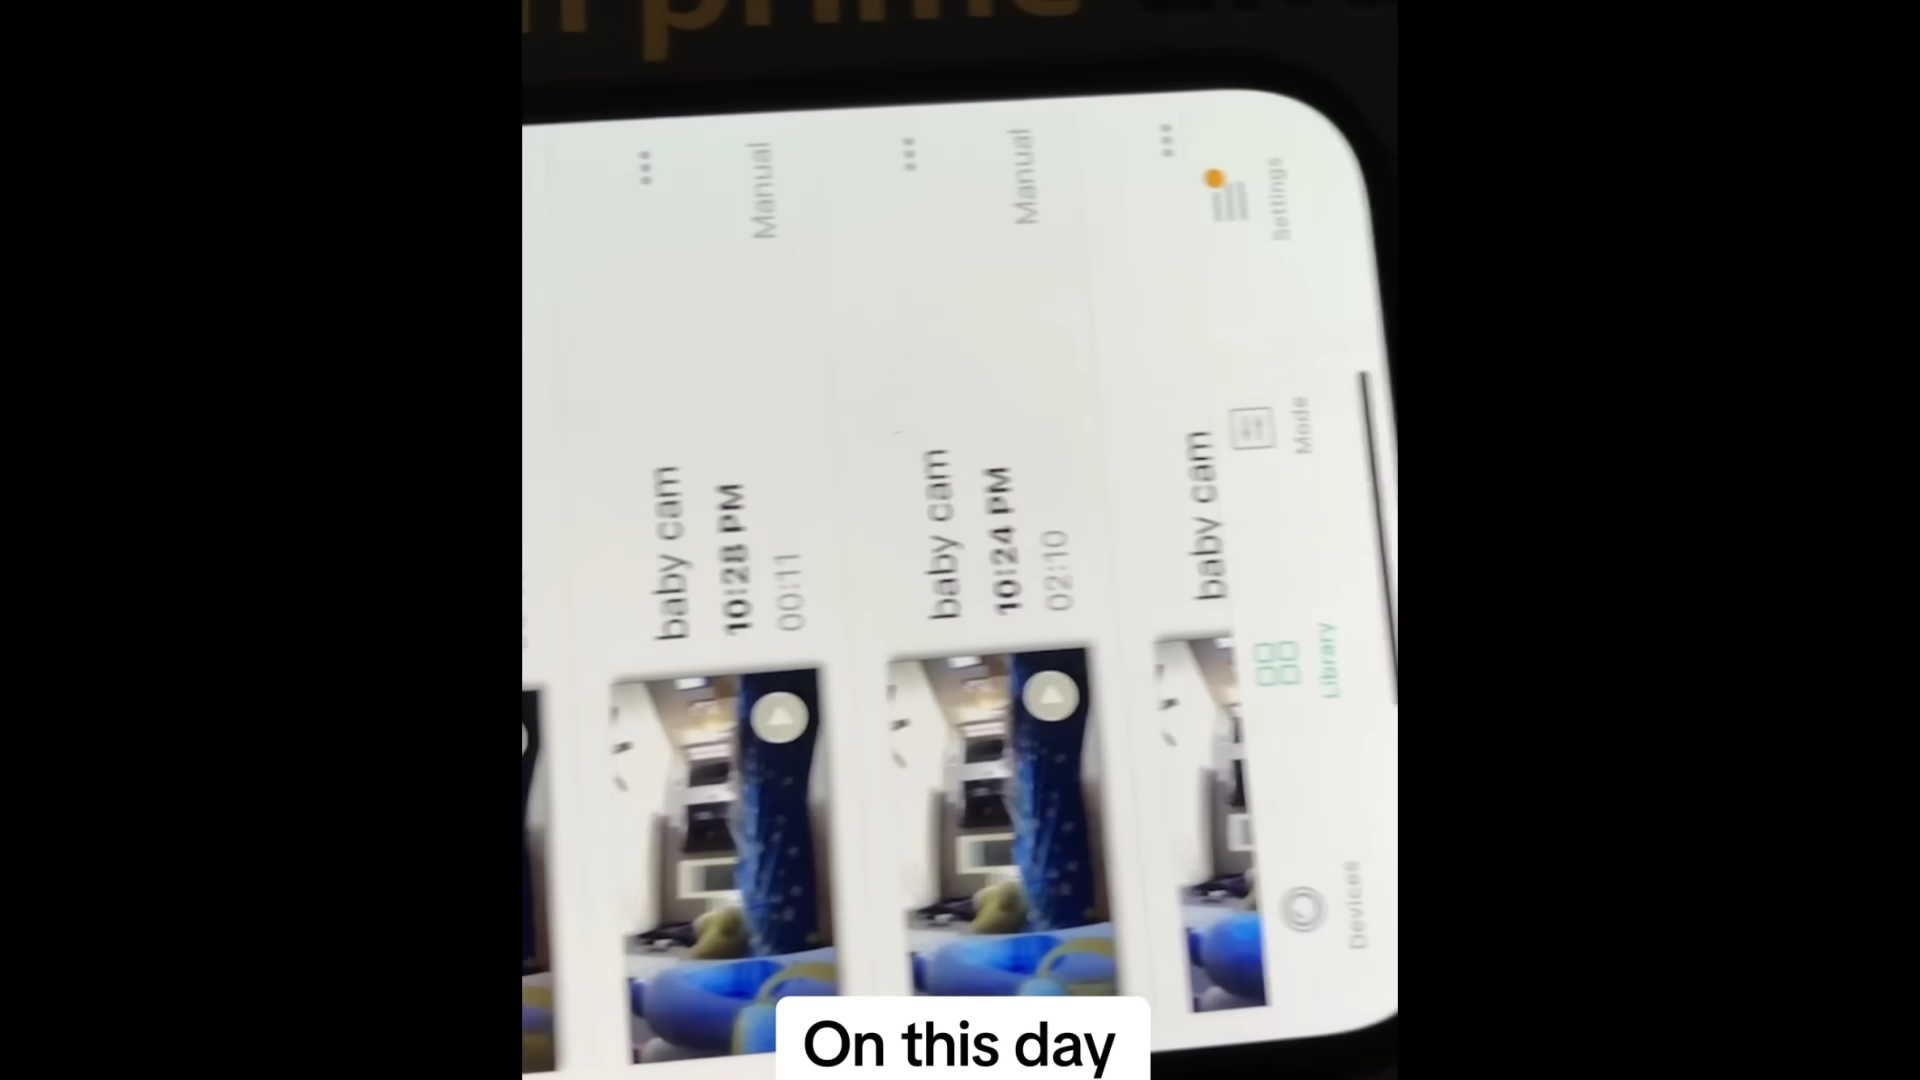 prime
baby cam
10:28 PM
00:11
Manual
baby cam
10:24 PM
02:10
Manual
baby cam
Devices
Library
Mode
Settings
On this day